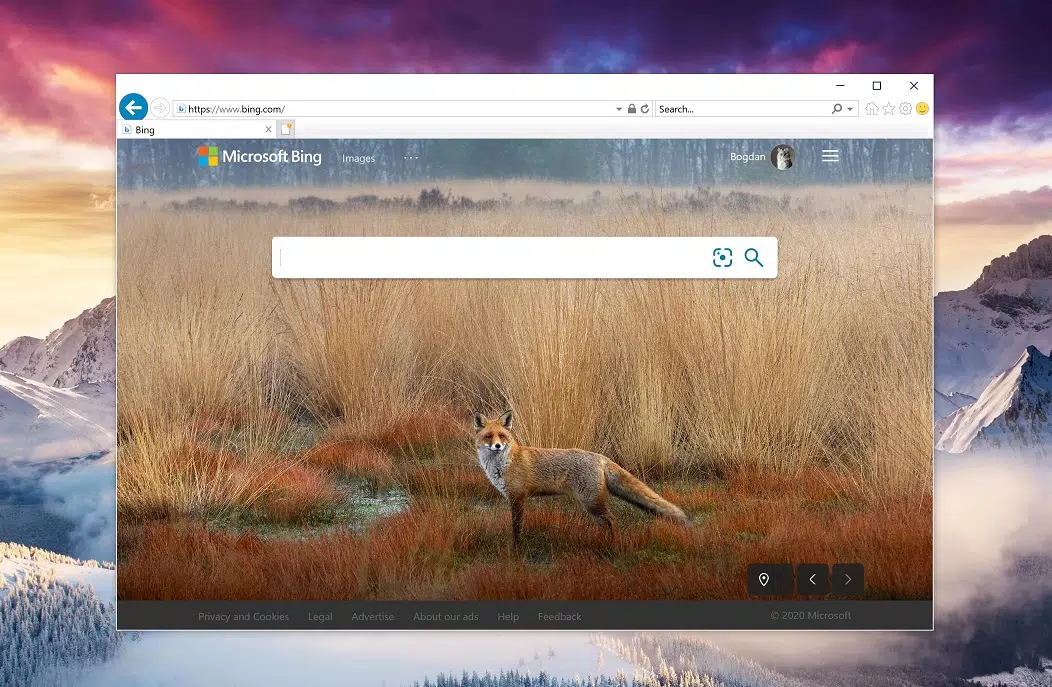 https://www.bing.com/
Search...
Bing
Microsoft Bing
Images
...
Bogdan
Privacy and Cookies
Legal
Advertise
About our ads
Help
Feedback
© 2020 Microsoft